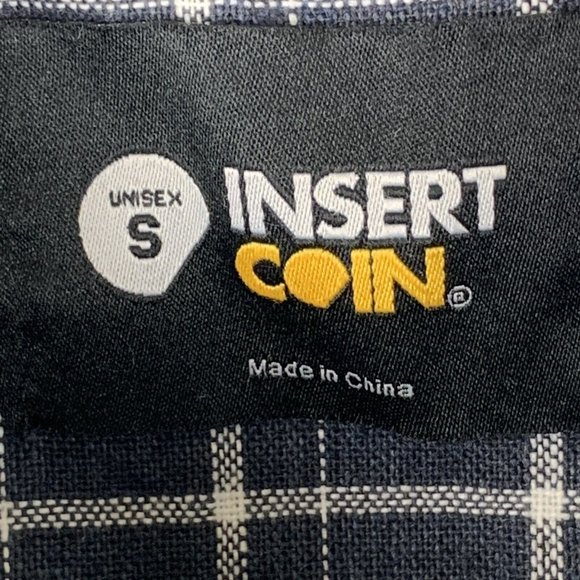 UNISEX
S
INSERT
COIN®
Made in China